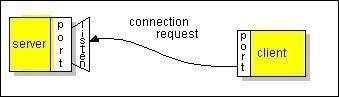 server
port
listen
connection
request
port
client